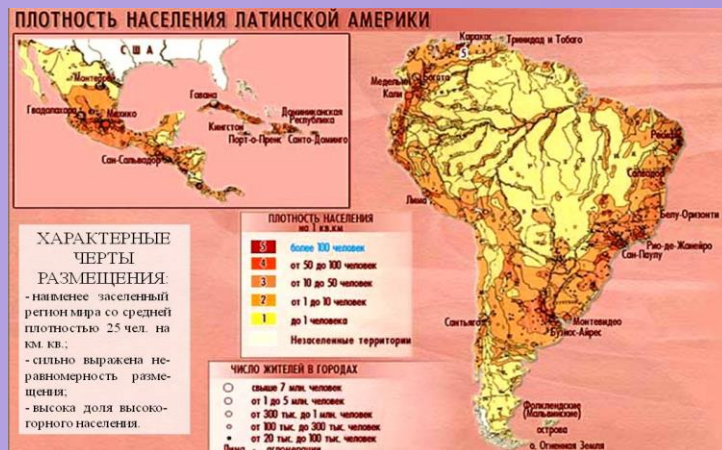 ПЛОТНОСТЬ НАСЕЛЕНИЯ ЛАТИНСКОЙ АМЕРИКИ
США
Монтеррей
Гвадалахара
Мехико
Гавана
Доминиканская
Республика
Кингстон
Порт-о-Пренс
Санто-Доминго
Сан-Сальвадор
Каракас
Тринидад и Тобаго
5
Медельин
Богота
Кали
Ресифи
Салвадор
Лима
Белу-Оризонти
Рио-де-Жанейро
Сан-Паулу
Сантьяго
Монтевидео
Буэнос-Айрес
Фолклендские
(Мальвинские)
острова
о. Огненная Земля
ХАРАКТЕРНЫЕ
ЧЕРТЫ
РАЗМЕЩЕНИЯ:
- наименее заселенный
регион мира со средней
плотностью 25 чел. на
км. кв.;
- сильно выражена не-
равномерность разме-
щения;
- высока доля высоко-
горного населения.
ПЛОТНОСТЬ НАСЕЛЕНИЯ
на 1 кв.км
5 более 100 человек
4 от 50 до 100 человек
3 от 10 до 50 человек
2 от 1 до 10 человек
1 до 1 человека
Незаселенные территории
ЧИСЛО ЖИТЕЛЕЙ В ГОРОДАХ
свыше 7 млн. человек
от 1 до 5 млн. человек
от 300 тыс. до 1 млн. человек
от 100 тыс. до 300 тыс. человек
от 20 тыс. до 100 тыс. человек
Лима - агломерации